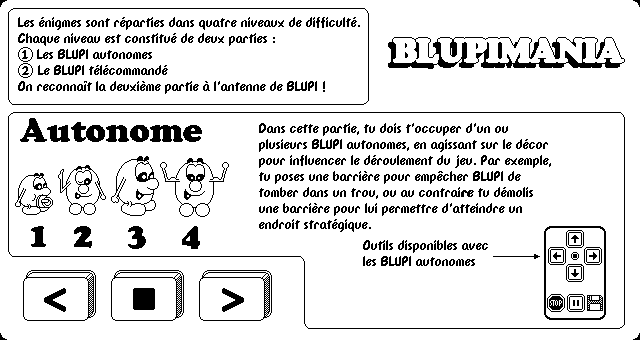 Les énigmes sont réparties dans quatre niveaux de difficulté.
Chaque niveau est constitué de deux parties :
① Les BLUPI autonomes
② Le BLUPI télécommandé
On reconnaît la deuxième partie à l'antenne de BLUPI !
BLUPIMANIA
Autonome
1 2 3 4
Dans cette partie, tu dois t'occuper d'un ou
plusieurs BLUPI autonomes, en agissant sur le décor
pour influencer le déroulement du jeu. Par exemple,
tu poses une barrière pour empêcher BLUPI de
tomber dans un trou, ou au contraire tu démolis
une barrière pour lui permettre d'atteindre un
endroit stratégique.
Outils disponibles avec
les BLUPI autonomes
STOP
< ■ >